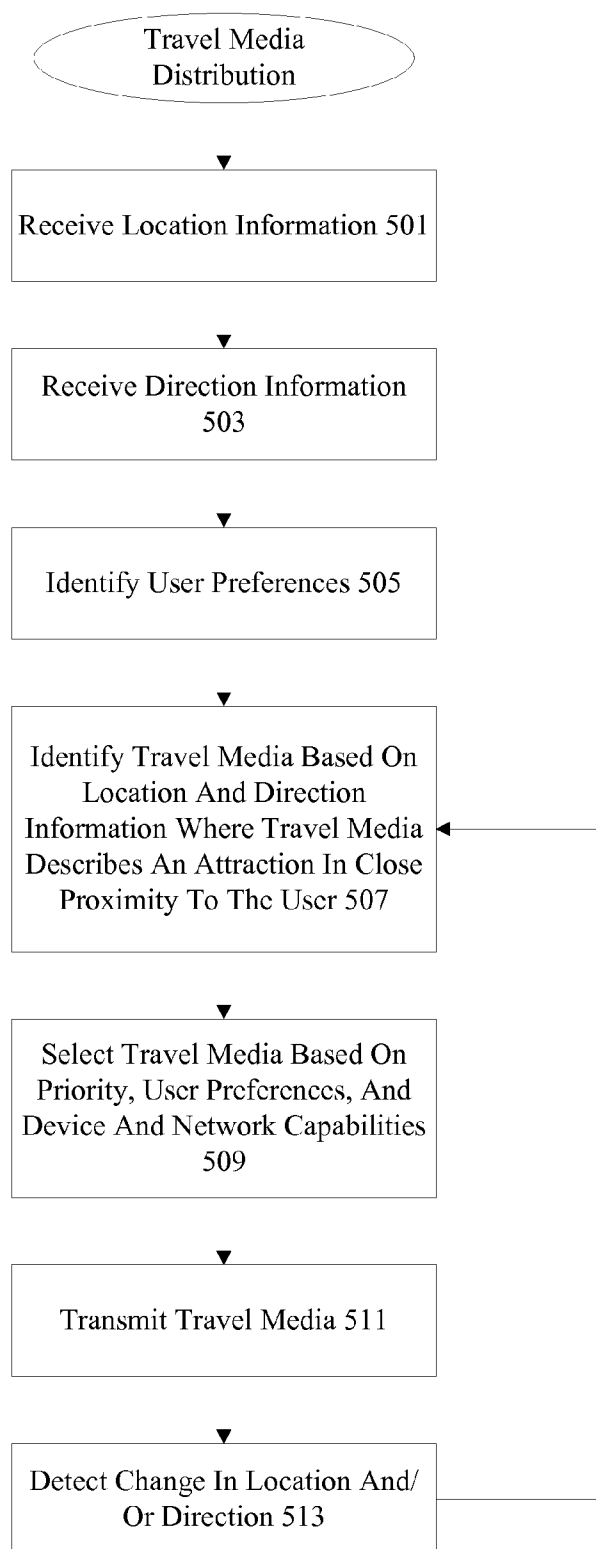 Travel Media
Distribution
Receive Location Information 501
Receive Direction Information
503
Identify User Preferences 505
Identify Travel Media Based On
Location And Direction
Information Where Travel Media
Describes An Attraction In Close
Proximity To The User 507
Select Travel Media Based On
Priority, User Preferences, And
Device And Network Capabilities
509
Transmit Travel Media 511
Detect Change In Location And/
Or Direction 513